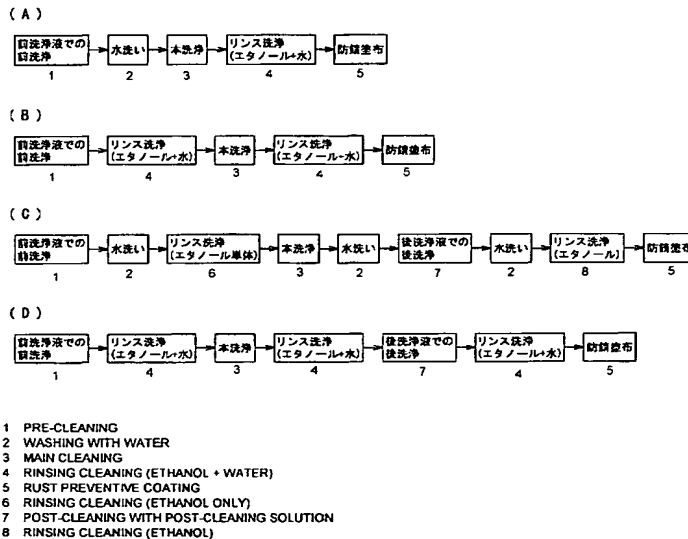 (A)
前洗浄液での
前洗浄
水洗い
本洗浄
リンス洗浄
(エタノール+水)
防錆塗布
1
2
3
4
5
(B)
前洗浄液での
前洗浄
リンス洗浄
(エタノール+水)
本洗浄
リンス洗浄
(エタノール+水)
防錆塗布
1
4
3
4
5
(C)
前洗浄液での
前洗浄
水洗い
リンス洗浄
(エタノール単体)
本洗浄
水洗い
後洗浄液での
後洗浄
水洗い
リンス洗浄
(エタノール)
防錆塗布
1
2
6
3
2
7
2
8
5
(D)
前洗浄液での
前洗浄
リンス洗浄
(エタノール+水)
本洗浄
リンス洗浄
(エタノール+水)
後洗浄液での
後洗浄
リンス洗浄
(エタノール+水)
防錆塗布
1
4
3
4
7
4
5
1 PRE-CLEANING
2 WASHING WITH WATER
3 MAIN CLEANING
4 RINSING CLEANING (ETHANOL + WATER)
5 RUST PREVENTIVE COATING
6 RINSING CLEANING (ETHANOL ONLY)
7 POST-CLEANING WITH POST-CLEANING SOLUTION
8 RINSING CLEANING (ETHANOL)